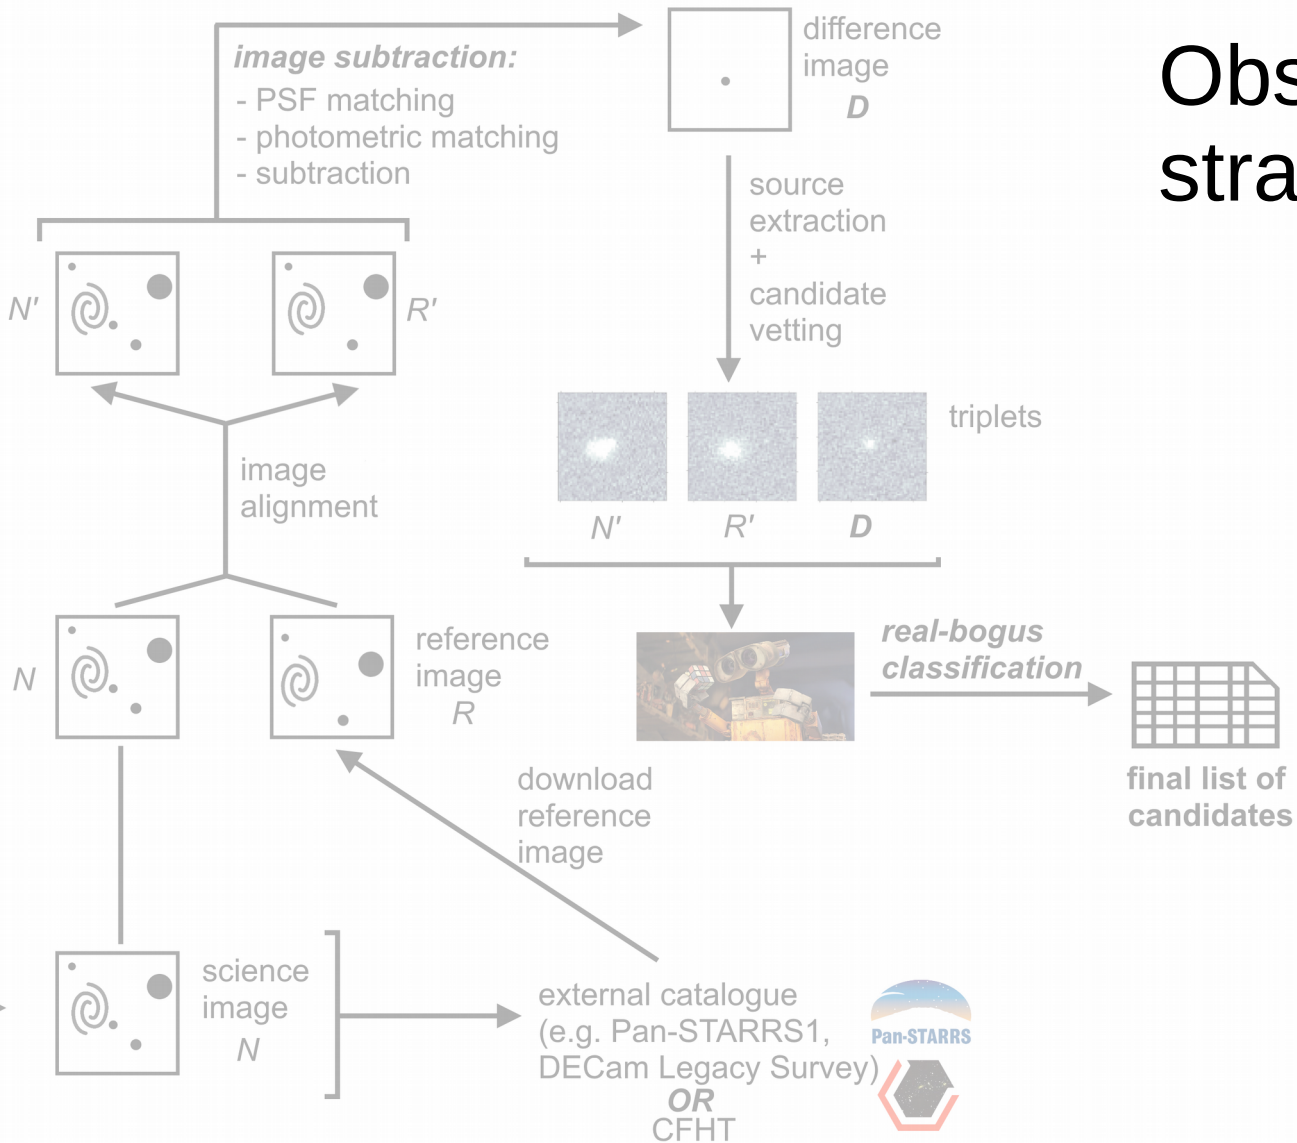 image subtraction:
- PSF matching
- photometric matching
- subtraction
difference
image
D
Obs
stra
source
extraction
+
candidate
vetting
N'
R'
image
alignment
triplets
N'
R'
D
N
reference
image
R
real-bogus
classification
final list of
candidates
download
reference
image
science
image
N
external catalogue
(e.g. Pan-STARRS1,
DECam Legacy Survey)
OR
CFHT
Pan-STARRS